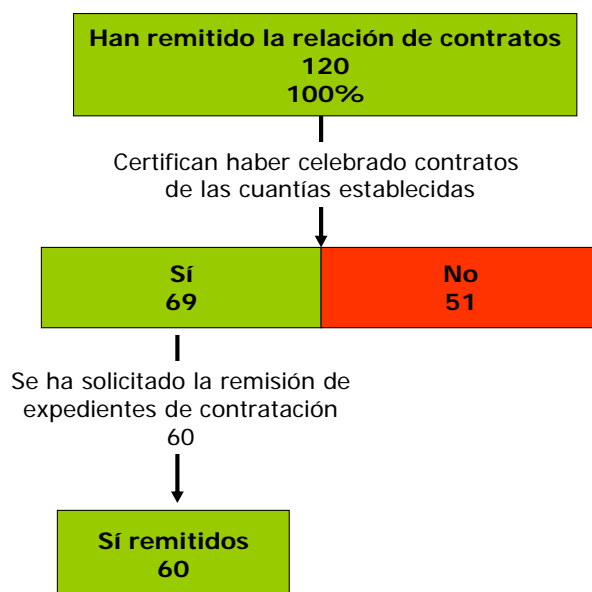 Han remitido la relación de contratos
120
100%
Certifican haber celebrado contratos
de las cuantías establecidas
Sí
69
No
51
Se ha solicitado la remisión de
expedientes de contratación
60
Sí remitidos
60